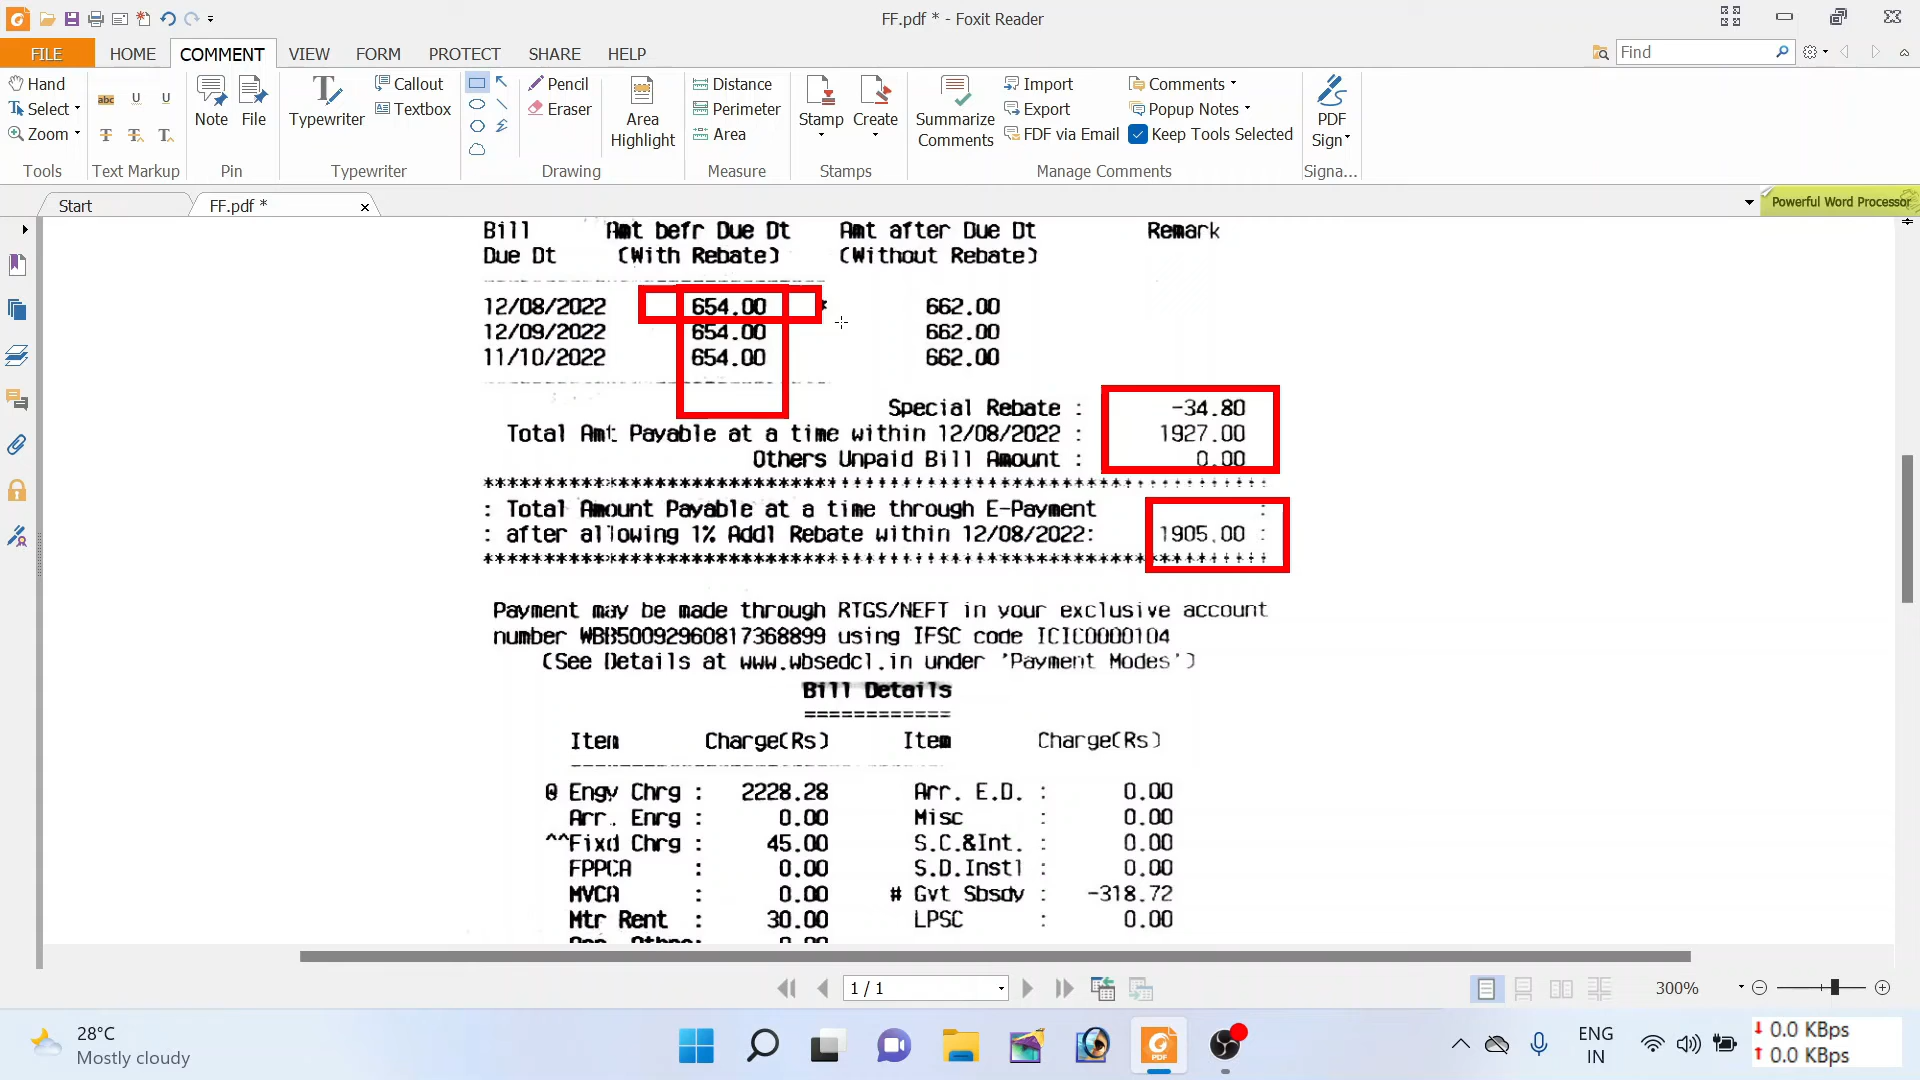 FF.pdf * - Foxit Reader
FILE HOME COMMENT VIEW FORM PROTECT SHARE HELP
Find
Hand
Select
Zoom
Tools
Text Markup
Note
File
Pin
Typewriter
Callout
Textbox
Typewriter
Pencil
Eraser
Drawing
Area
Highlight
Distance
Perimeter
Area
Measure
Stamp
Create
Stamps
Summarize
Comments
Import
Export
FDF via Email
Comments
Popup Notes
Keep Tools Selected
Manage Comments
PDF
Sign
Signa...
Start
FF.pdf *
Powerful Word Processor
Bill Amt befr Due Dt Amt after Due Dt Remark
Due Dt (With Rebate) (Without Rebate)
12/08/2022 654.00 * 662.00
12/09/2022 654.00 662.00
11/10/2022 654.00 662.00
Special Rebate : -34.80
Total Amt Payable at a time within 12/08/2022 : 1927.00
Others Unpaid Bill Amount : 0.00
: Total Amount Payable at a time through E-Payment :
: after allowing 1% Addl Rebate within 12/08/2022: 1905.00 :
Payment may be made through RTGS/NEFT in your exclusive account
number WBB50092960817368899 using IFSC code ICIC0000104
(See Details at www.wbsedcl.in under 'Payment Modes')
Bill Details
============
Item Charge(Rs) Item Charge(Rs)
@ Engy Chrg : 2228.28 Arr. E.D. : 0.00
Arr. Enrg : 0.00 Misc : 0.00
^^Fixd Chrg : 45.00 S.C.&Int. : 0.00
FPPCA : 0.00 S.D.Instl : 0.00
MVCA : 0.00 # Gvt Sbsdy : -318.72
Mtr Rent : 30.00 LPSC : 0.00
1 / 1
300%
28°C
Mostly cloudy
PDF
ENG
IN
0.0 KBps
0.0 KBps